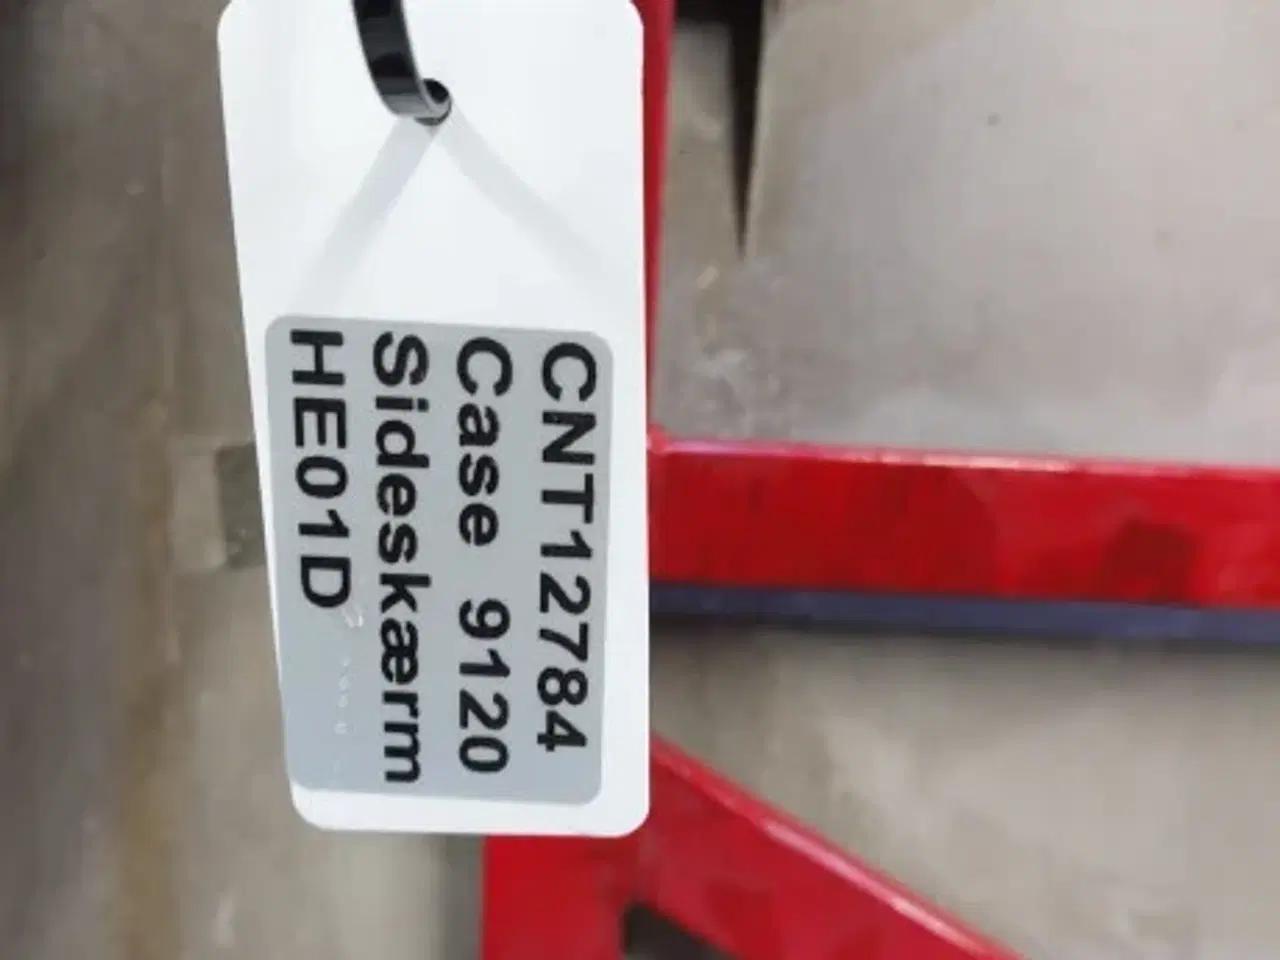 CNT12784
Case 9120
Sideskærm
HE01D